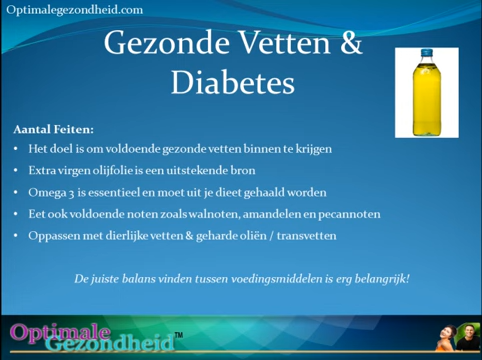 Optimalegezondheid.com
Gezonde Vetten &
Diabetes
Aantal Feiten:
• Het doel is om voldoende gezonde vetten binnen te krijgen
• Extra virgen olijfolie is een uitstekende bron
• Omega 3 is essentieel en moet uit je dieet gehaald worden
• Eet ook voldoende noten zoals walnoten, amandelen en pecannoten
• Oppassen met dierlijke vetten & geharde oliën / transvetten
De juiste balans vinden tussen voedingsmiddelen is erg belangrijk!
Optimale
Gezondheid™